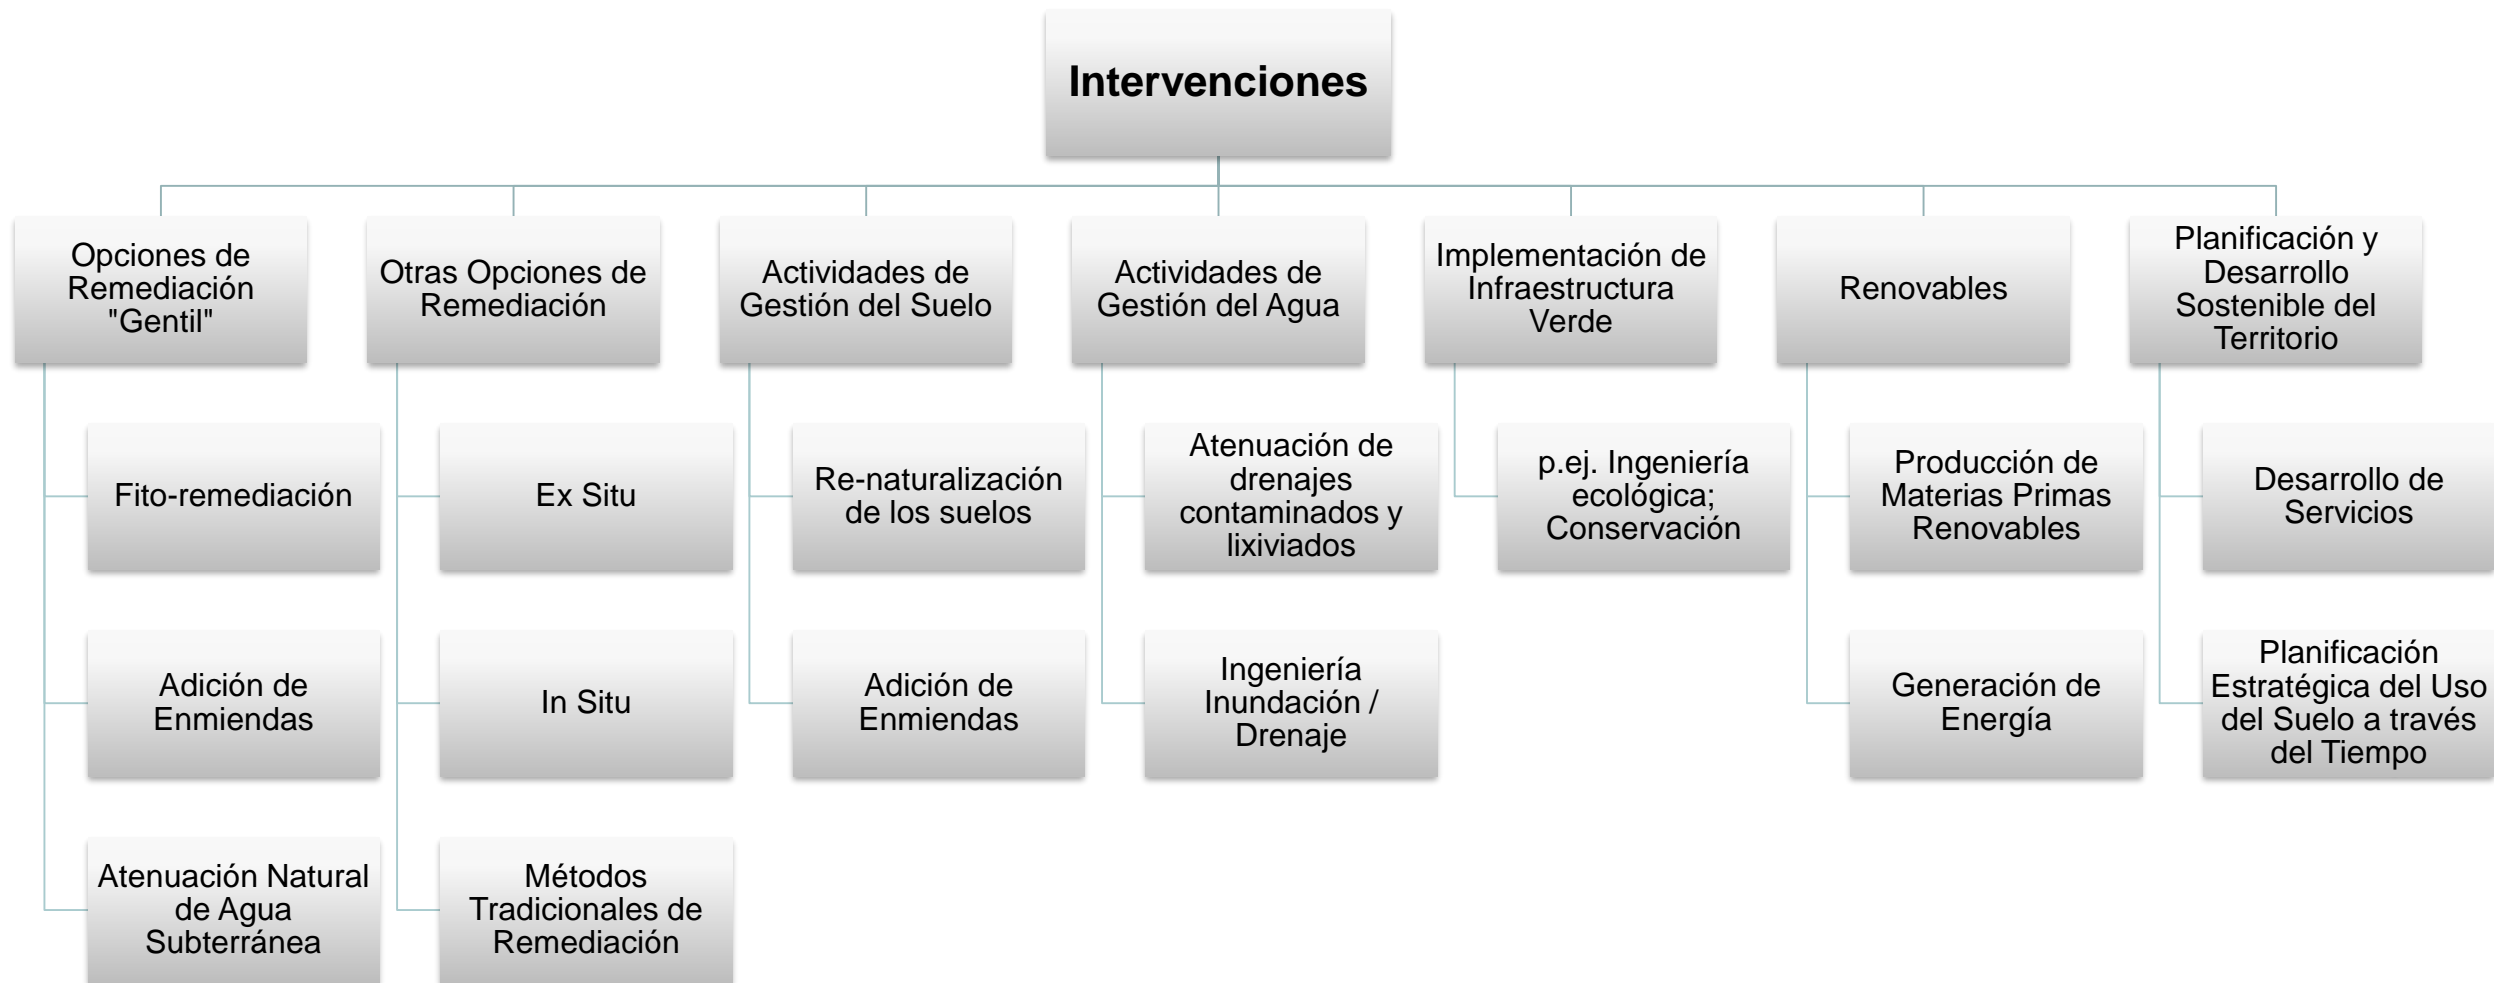 Intervenciones
Opciones de
Remediación
"Gentil"
Otras Opciones de
Remediación
Actividades de
Gestión del Suelo
Actividades de
Gestión del Agua
Implementación de
Infraestructura
Verde
Renovables
Planificación y
Desarrollo
Sostenible del
Territorio
Fito-remediación
Ex Situ
Re-naturalización
de los suelos
Atenuación de
drenajes
contaminados y
lixiviados
p.ej. Ingeniería
ecológica;
Conservación
Producción de
Materias Primas
Renovables
Desarrollo de
Servicios
Adición de
Enmiendas
In Situ
Adición de
Enmiendas
Ingeniería
Inundación /
Drenaje
Generación de
Energía
Planificación
Estratégica del Uso
del Suelo a través
del Tiempo
Atenuación Natural
de Agua
Subterránea
Métodos
Tradicionales de
Remediación